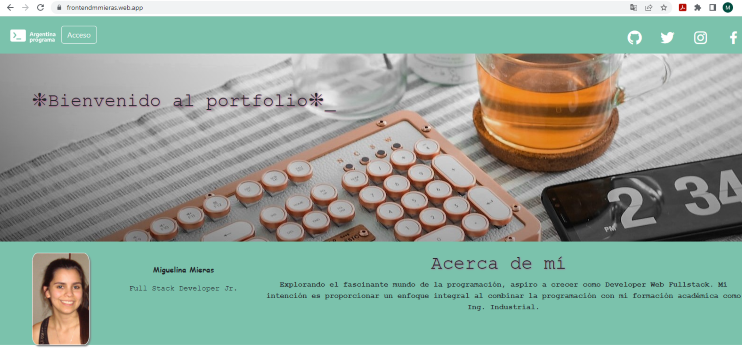 frontendmmieras.web.app
M
Argentina
programa
Acceso
❉Bienvenido al portfolio❉_
N C S W
PM 2 34
Miguelina Mieras
Full Stack Developer Jr.
Acerca de mí
Explorando el fascinante mundo de la programación, aspiro a crecer como Developer Web Fullstack. Mi
intención es proporcionar un enfoque integral al combinar la programación con mi formación académica como
Ing. Industrial.